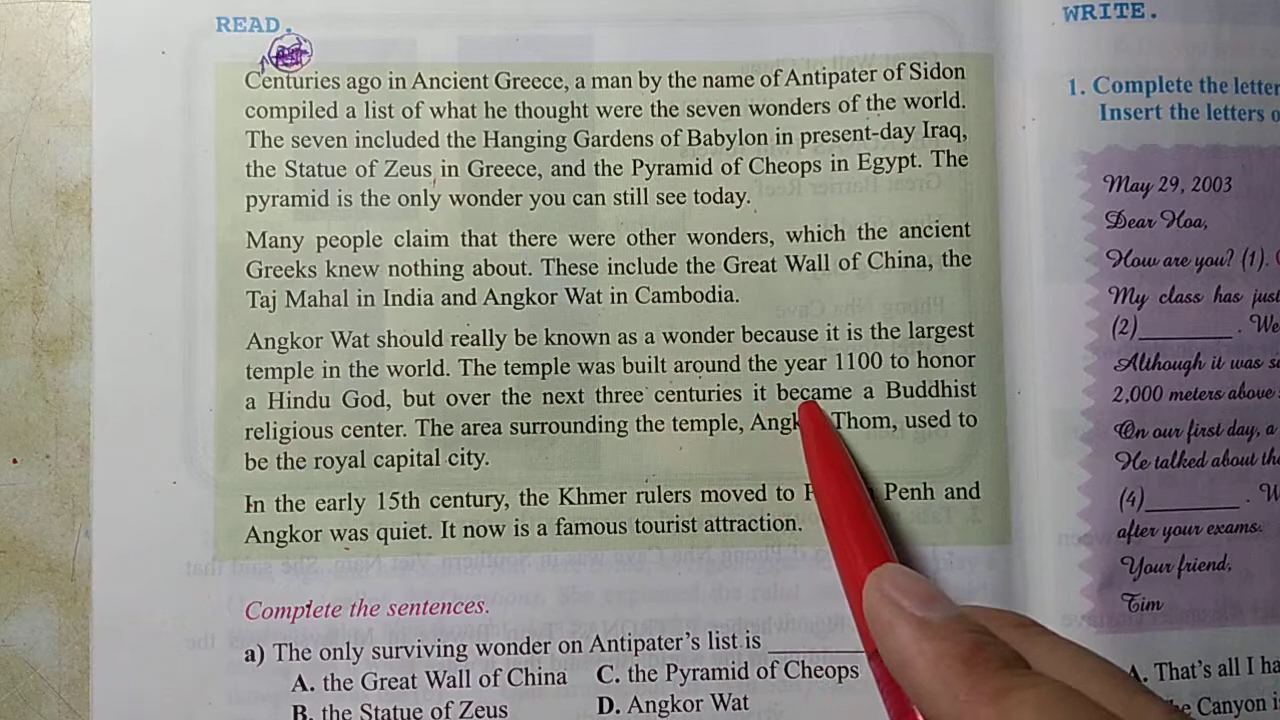 READ.
Centuries ago in Ancient Greece, a man by the name of Antipater of Sidon
compiled a list of what he thought were the seven wonders of the world.
The seven included the Hanging Gardens of Babylon in present-day Iraq,
the Statue of Zeus in Greece, and the Pyramid of Cheops in Egypt. The
pyramid is the only wonder you can still see today.
Many people claim that there were other wonders, which the ancient
Greeks knew nothing about. These include the Great Wall of China, the
Taj Mahal in India and Angkor Wat in Cambodia.
Angkor Wat should really be known as a wonder because it is the largest
temple in the world. The temple was built around the year 1100 to honor
a Hindu God, but over the next three centuries it became a Buddhist
religious center. The area surrounding the temple, Thom, used to
be the royal capital city.
In the early 15th century, the Khmer rulers moved to Penh and
Angkor was quiet. It now is a famous tourist attraction.
Complete the sentences.
a) The only surviving wonder on Antipater's list is ________
A. the Great Wall of China C. the Pyramid of Cheops
B. the Statue of Zeus D. Angkor Wat
WRITE.
1. Complete the letter
Insert the letters
May 29, 2003
Dear Hoa,
How are you? (1).
My class has just
(2)________. We
Although it was
2,000 meters above
On our first day, a
He talked about
(4)________. W
after your exams.
Your friend,
Tim
A. That's all I
Canyon